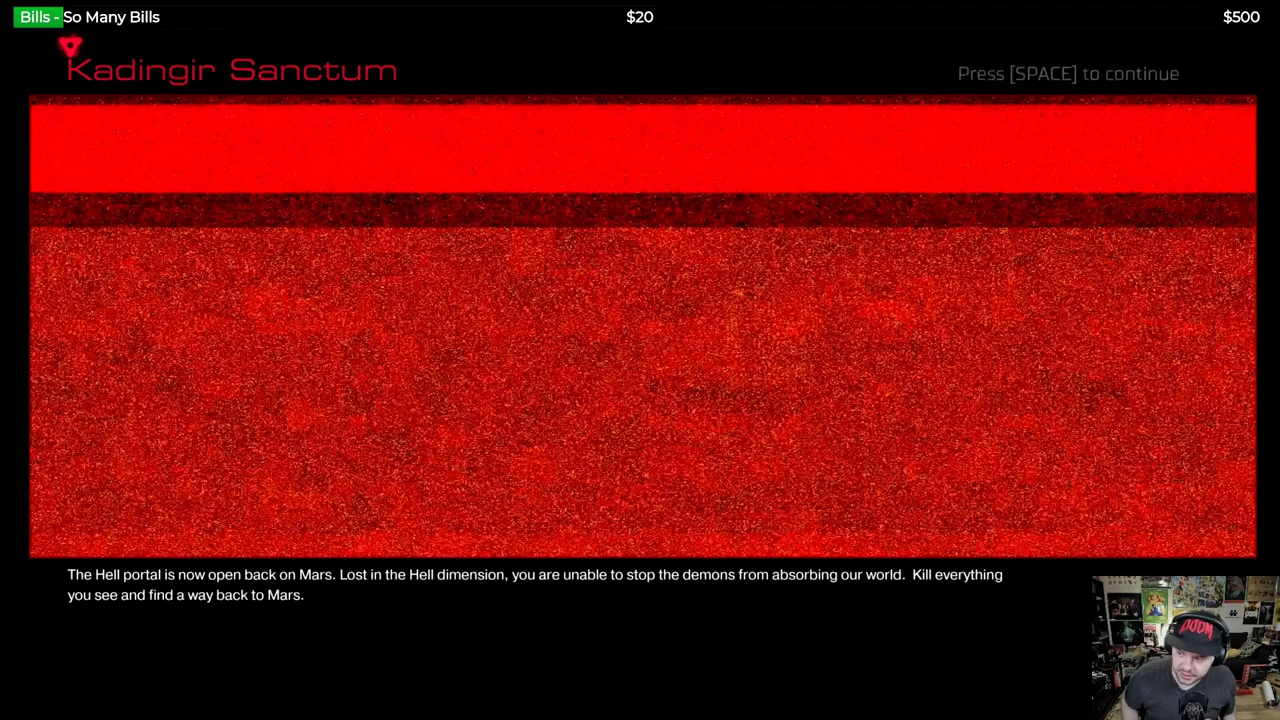 Bills - So Many Bills $20 $500
Kadingir Sanctum
Press [SPACE] to continue
The Hell portal is now open back on Mars. Lost in the Hell dimension, you are unable to stop the demons from absorbing our world.  Kill everything
you see and find a way back to Mars.
DOOM